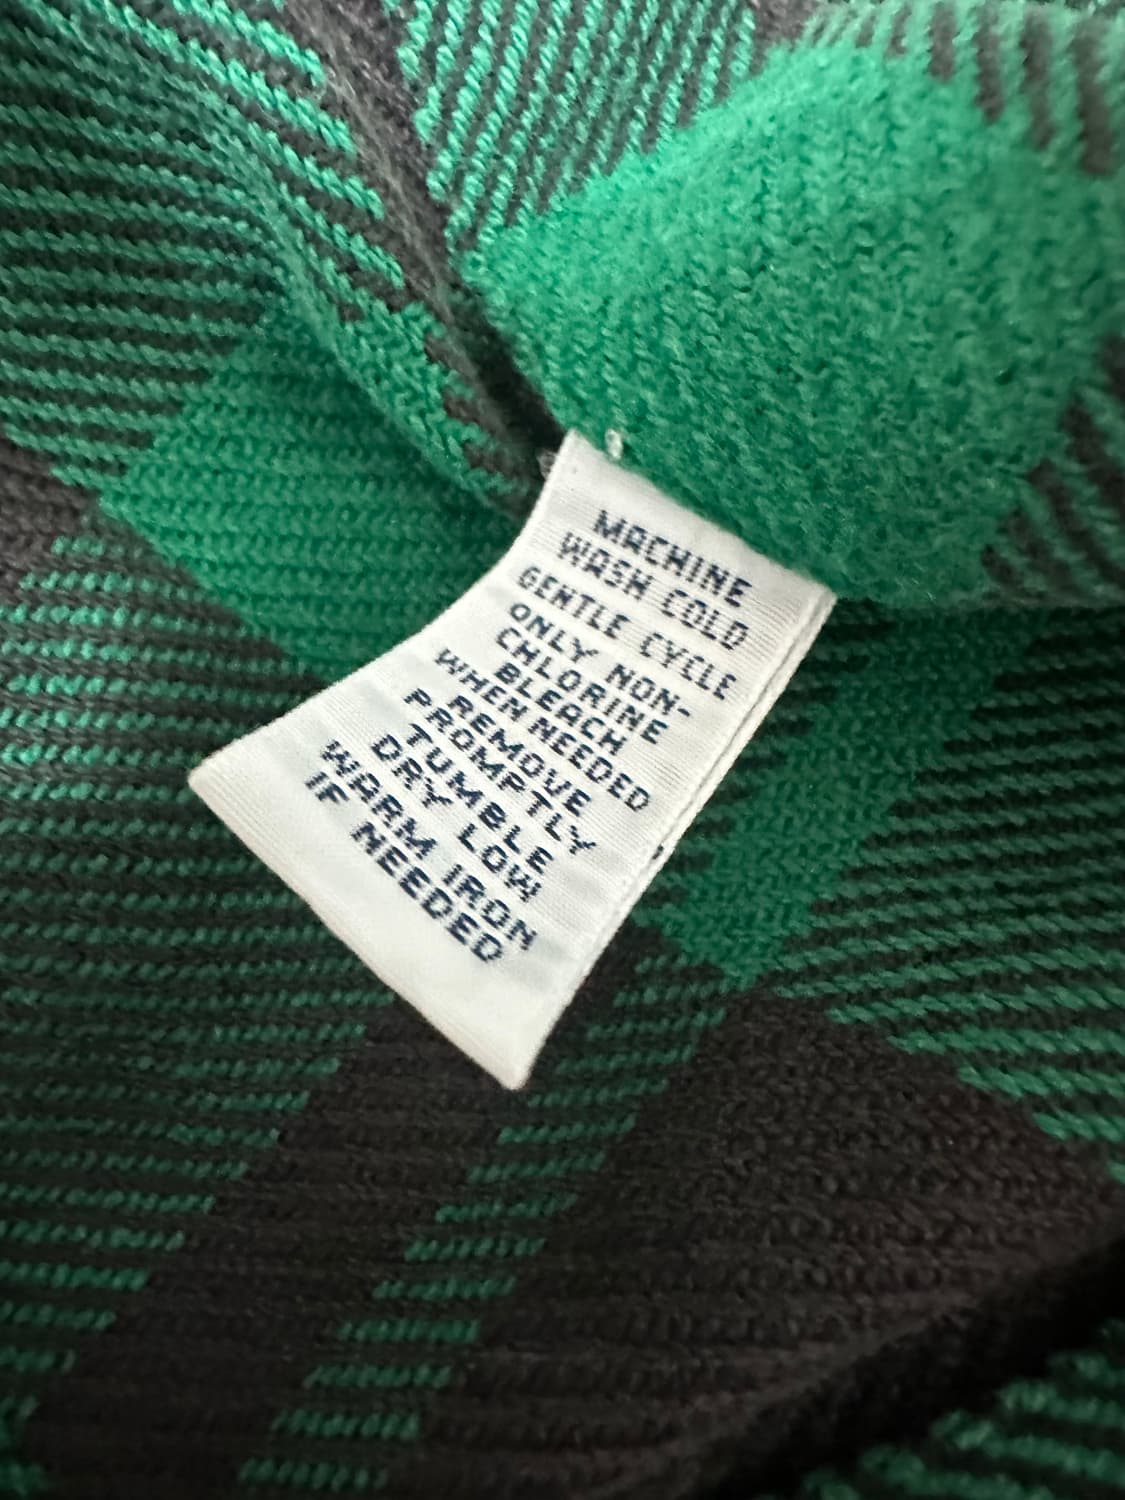 MACHINE
WASH COLD
GENTLE CYCLE
ONLY NON-
CHLORINE
BLEACH
WHEN NEEDED
REMOVE
PROMPTLY
TUMBLE
DRY LOW
WARM IRON
IF NEEDED